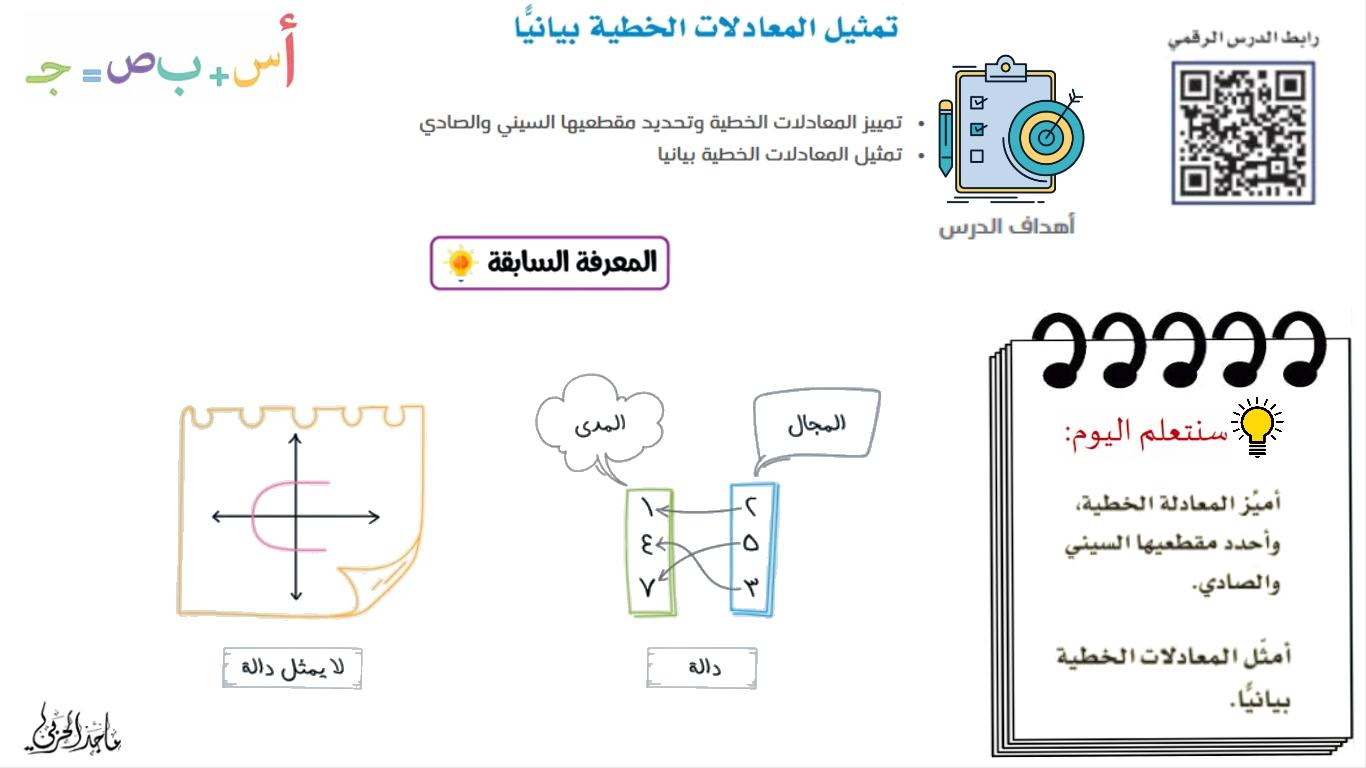 تمثيل المعادلات الخطية بيانيًّا
رابط الدرس الرقمي
أس + ب ص = جـ
تمييز المعادلات الخطية وتحديد مقطعيها السيني والصادي
تمثيل المعادلات الخطية بيانيا
أهداف الدرس
المعرفة السابقة
سنتعلم اليوم:
أميّز المعادلة الخطية،
وأحدد مقطعيها السيني
والصادي.
أمثّل المعادلات الخطية
بيانيًّا.
المجال
المدى
٢ ١
٥ ٤
٣ ٧
دالة
لا يمثل دالة
ماجد الحربي